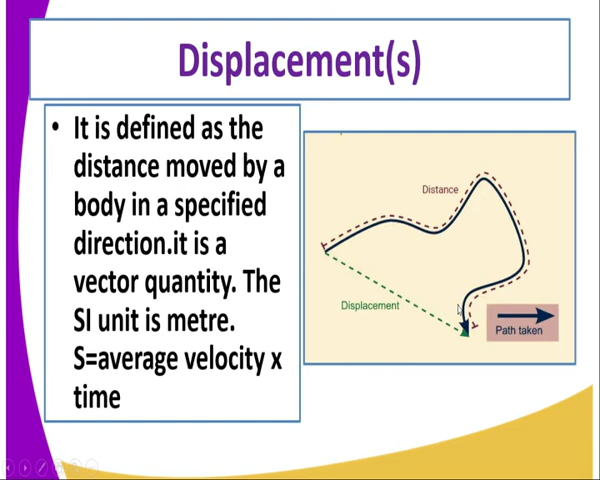 Displacement(s)
• It is defined as the
distance moved by a
body in a specified
direction.it is a
vector quantity. The
SI unit is metre.
S=average velocity x
time
Distance
Displacement
Path taken